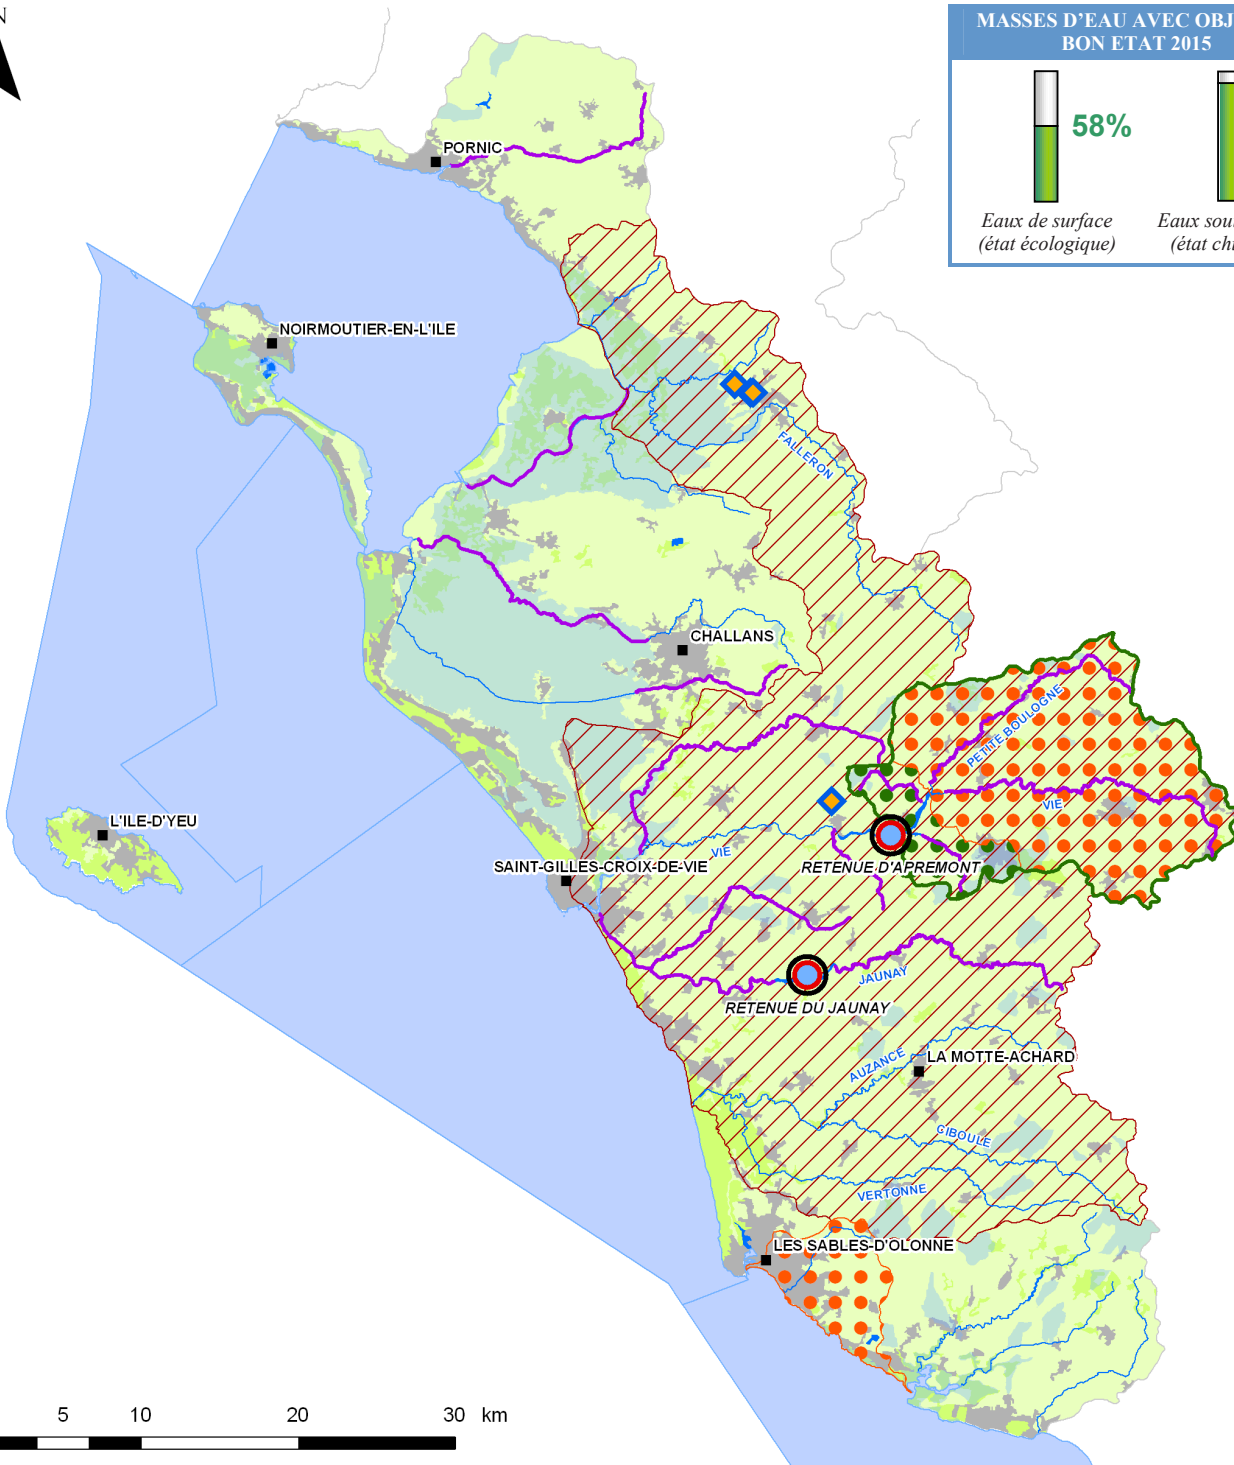 N
MASSES D'EAU AVEC
BON ETAT 2015
58%
Eaux de surface
(état écologique)
Eaux
(état
PORNIC
NOIRMOUTIER-EN-L'ILE
FALLERON
CHALLANS
PETITE BOULOGNE
VIE
L'ILE-D'YEU
VIE
SAINT-GILLES-CROIX-DE-VIE
RETENUE D'APREMONT
JAUNAY
RETENUE DU JAUNAY
AUZANCE
LA MOTTE-ACHARD
CIBOULE
VERTONNE
LES SABLES-D'OLONNE
5 10 20 30 km